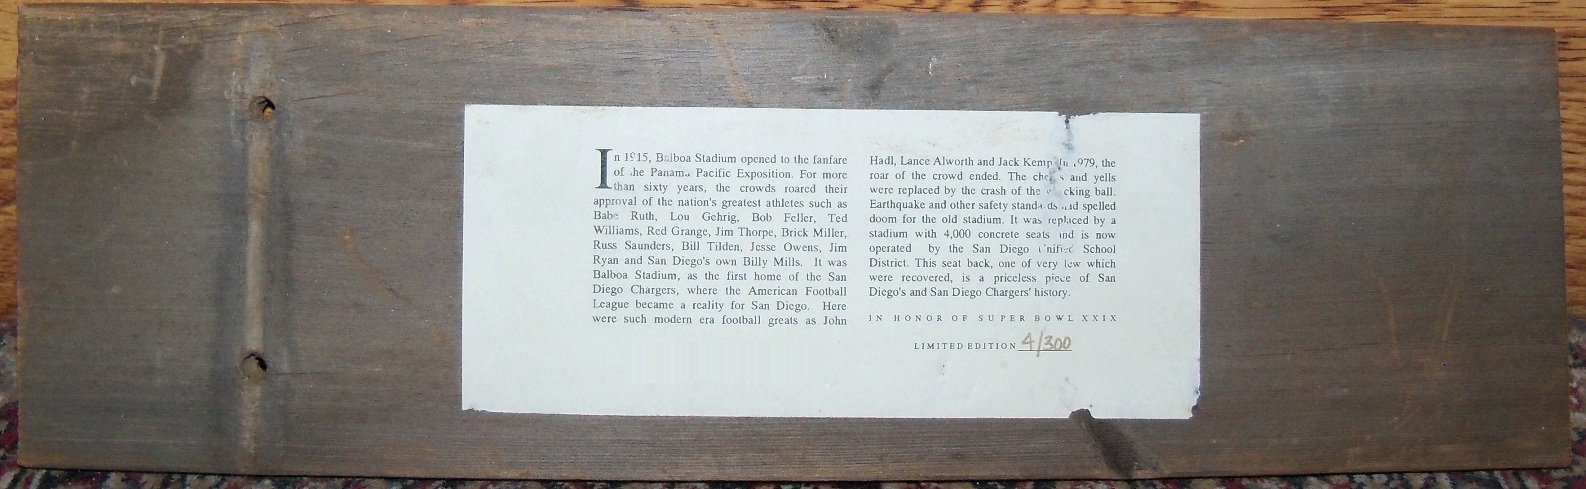 In 1915, Balboa Stadium opened to the fanfare
of the Panama Pacific Exposition. For more
than sixty years, the crowds roared their
approval of the nation's greatest athletes such as
Babe Ruth, Lou Gehrig, Bob Feller, Ted
Williams, Red Grange, Jim Thorpe, Brick Miller,
Russ Saunders, Bill Tilden, Jesse Owens, Jim
Ryan and San Diego's own Billy Mills. It was
Balboa Stadium, as the first home of the San
Diego Chargers, where the American Football
League became a reality for San Diego. Here
were such modern era football greats as John
Hadl, Lance Alworth and Jack Kemp. In 1979, the
roar of the crowd ended. The and yells
were replaced by the crash of the ball.
Earthquake and other safety standards had spelled
doom for the old stadium. It was replaced by a
stadium with 4,000 concrete seats and is now
operated by the San Diego Unified School
District. This seat back, one of very few which
were recovered, is a priceless piece of San
Diego's and San Diego Chargers' history.
IN HONOR OF SUPER BOWL XXIX
LIMITED EDITION 4/300